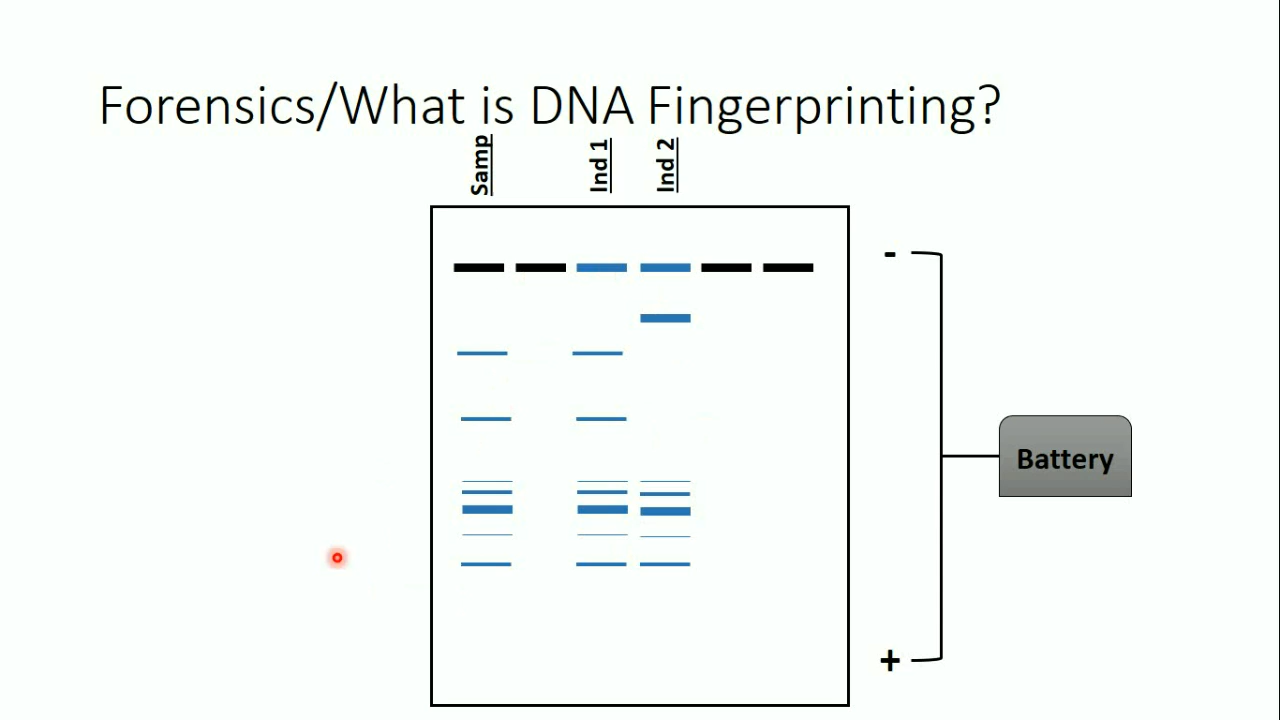 Forensics/What is DNA Fingerprinting?
Samp
Ind 1
Ind 2
-
Battery
+